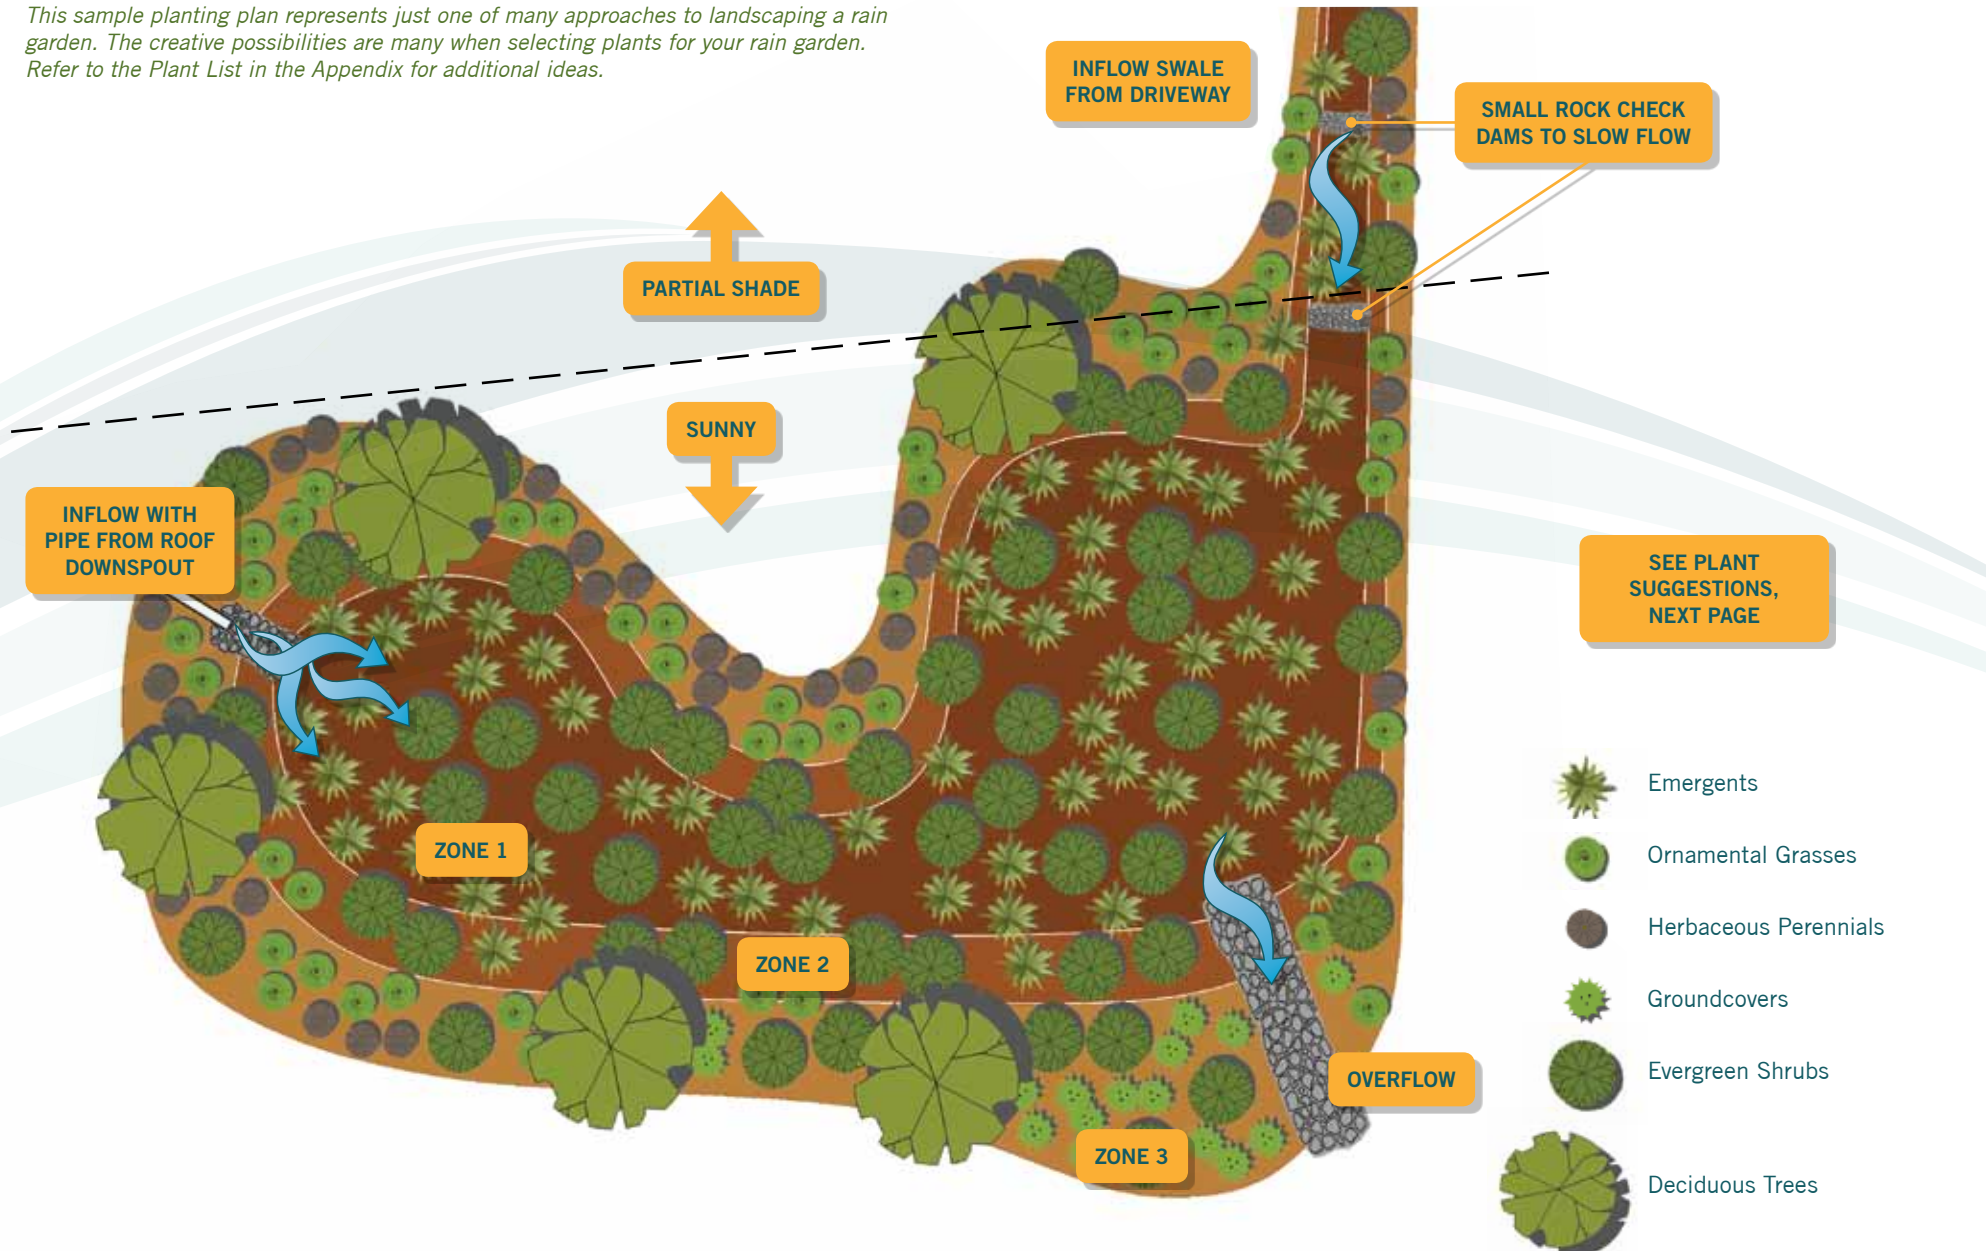 This sample planting plan represents just one of many approaches to landscaping a rain
garden. The creative possibilities are many when selecting plants for your rain garden.
Refer to the Plant List in the Appendix for additional ideas.
INFLOW SWALE
FROM DRIVEWAY
SMALL ROCK CHECK
DAMS TO SLOW FLOW
PARTIAL SHADE
SUNNY
INFLOW WITH
PIPE FROM ROOF
DOWNSPOUT
SEE PLANT
SUGGESTIONS,
NEXT PAGE
ZONE 1
ZONE 2
OVERFLOW
ZONE 3
Emergents
Ornamental Grasses
Herbaceous Perennials
Groundcovers
Evergreen Shrubs
Deciduous Trees